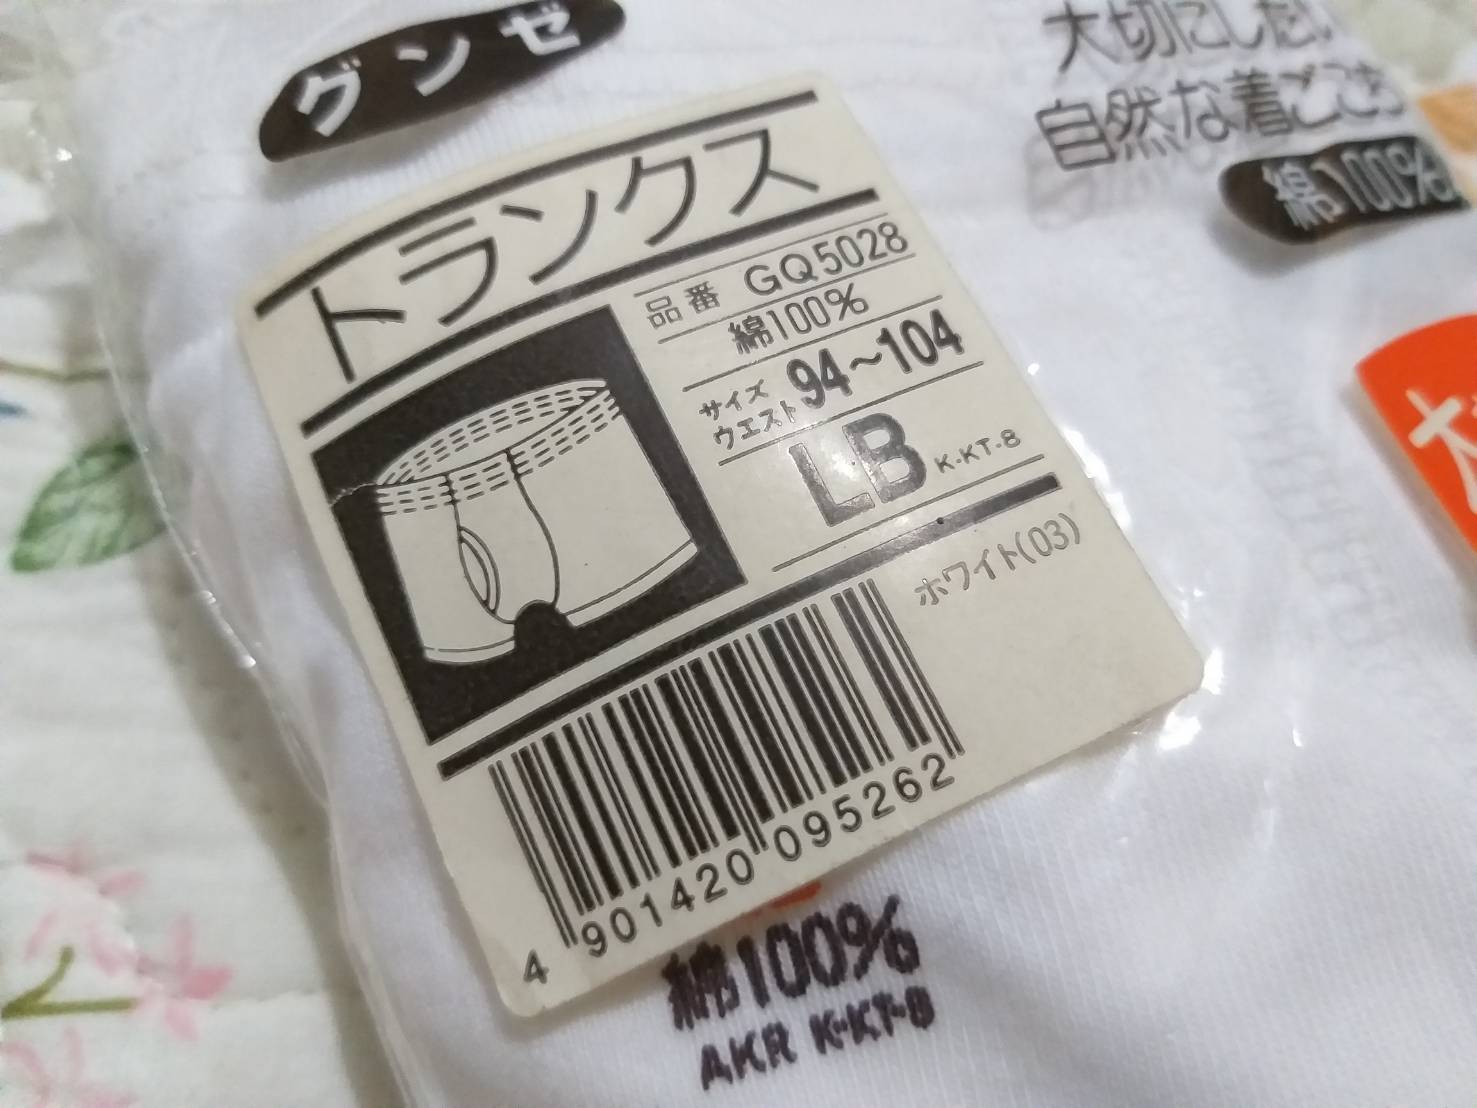 グンゼ
大切にしたい
自然な着ごこち
綿100%
トランクス
品番 GQ5028
綿100%
サイズ
ウエスト 94~104
LB K-KT-8
ホワイト(03)
4 901420 095262
綿100%
AKR K-KT-8